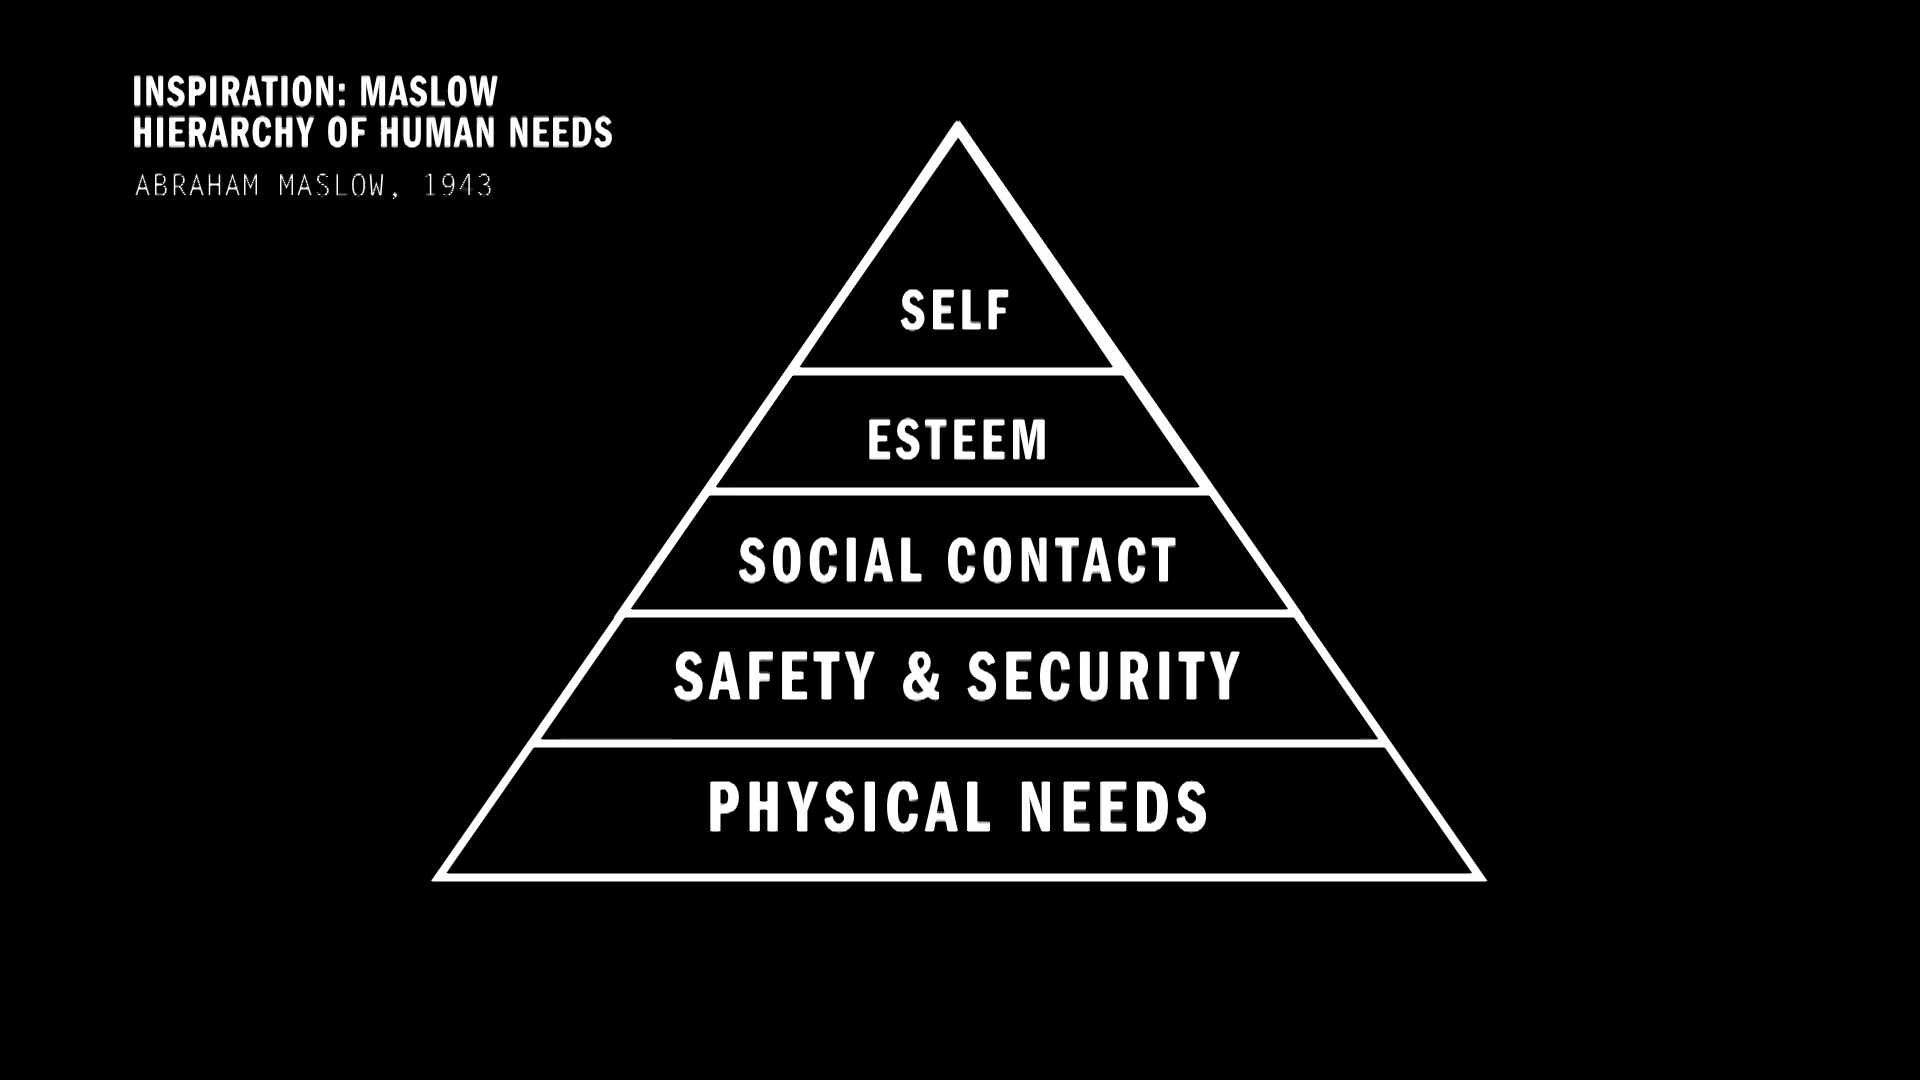 INSPIRATION: MASLOW
HIERARCHY OF HUMAN NEEDS
ABRAHAM MASLOW, 1943
SELF
ESTEEM
SOCIAL CONTACT
SAFETY & SECURITY
PHYSICAL NEEDS